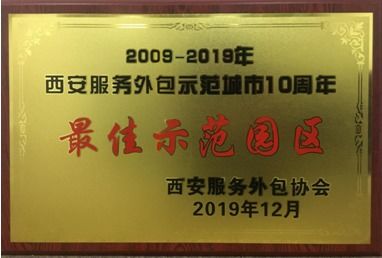 2009-2019年
西安服务外包示范城市10周年
最佳示范园区
西安服务外包协会
2019年12月